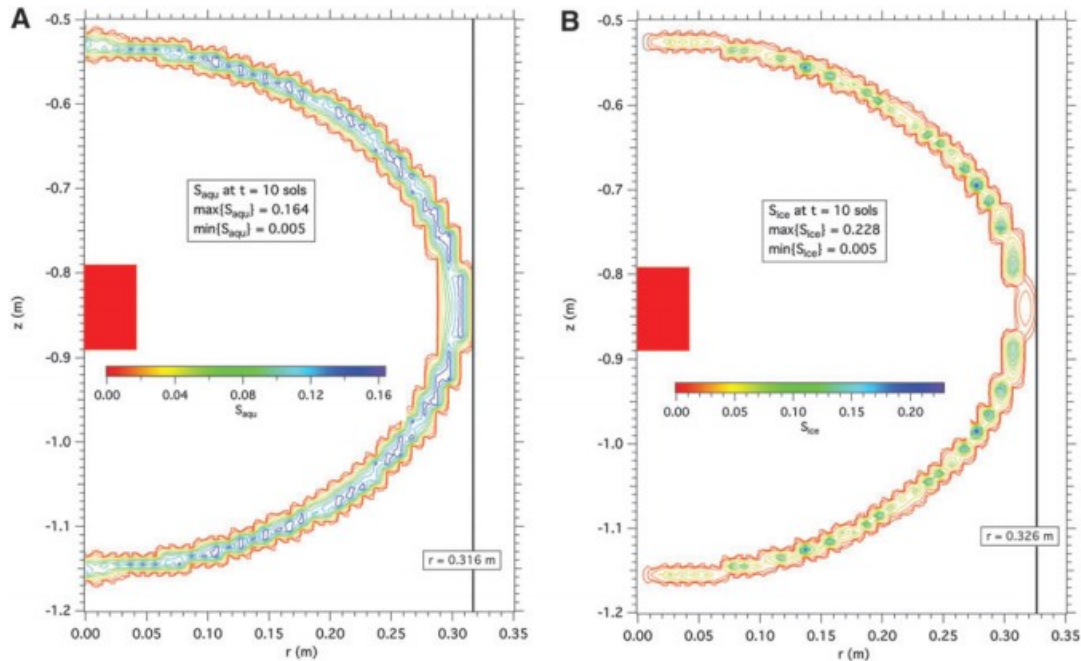 A
-0.5
-0.6
-0.7
-0.8
-0.9
-1.0
-1.1
-1.2
z (m)
S_aqu at t = 10 sols
max{S_aqu} = 0.164
min{S_aqu} = 0.005
0.00 0.04 0.08 0.12 0.16
S_aqu
r = 0.316 m
0.00 0.05 0.10 0.15 0.20 0.25 0.30 0.35
r (m)
B
-0.5
-0.6
-0.7
-0.8
-0.9
-1.0
-1.1
-1.2
z (m)
S_ice at t = 10 sols
max{S_ice} = 0.228
min{S_ice} = 0.005
0.00 0.05 0.10 0.15 0.20
S_ice
r = 0.326 m
0.00 0.05 0.10 0.15 0.20 0.25 0.30 0.35
r (m)